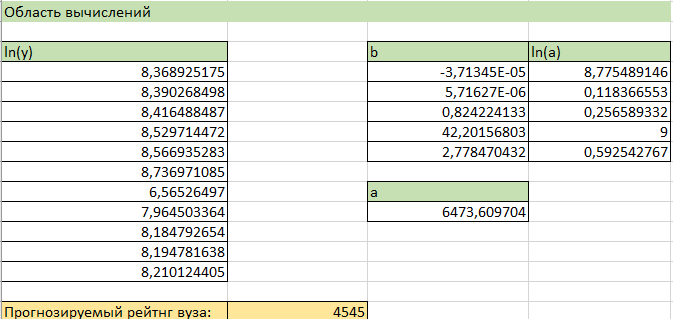 Область вычислений
ln(y) b ln(a)
8,368925175 -3,71345E-05 8,775489146
8,390268498 5,71627E-06 0,118366553
8,416488487 0,824224133 0,256589332
8,529714472 42,20156803 9
8,566935283 2,778470432 0,592542767
8,736971085
6,56526497 a
7,964503364 6473,609704
8,184792654
8,194781638
8,210124405
Прогнозируемый рейтнг вуза: 4545